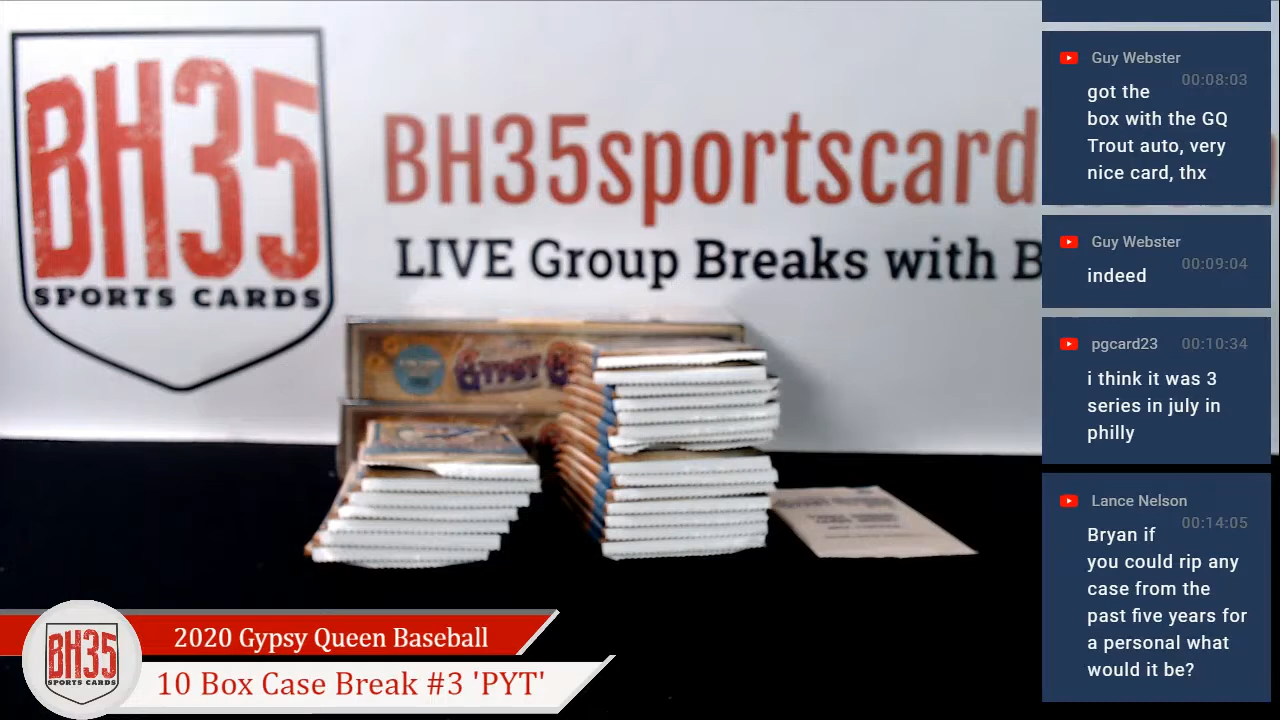 BH35
SPORTS CARDS
BH35sportscard
LIVE Group Breaks with B
Guy Webster
00:08:03
got the
box with the GQ
Trout auto, very
nice card, thx
Guy Webster
00:09:04
indeed
pgcard23 00:10:34
i think it was 3
series in july in
philly
Lance Nelson
00:14:05
Bryan if
you could rip any
case from the
past five years for
a personal what
would it be?
GYPSY
BH35
SPORTS CARDS
2020 Gypsy Queen Baseball
10 Box Case Break #3 'PYT'